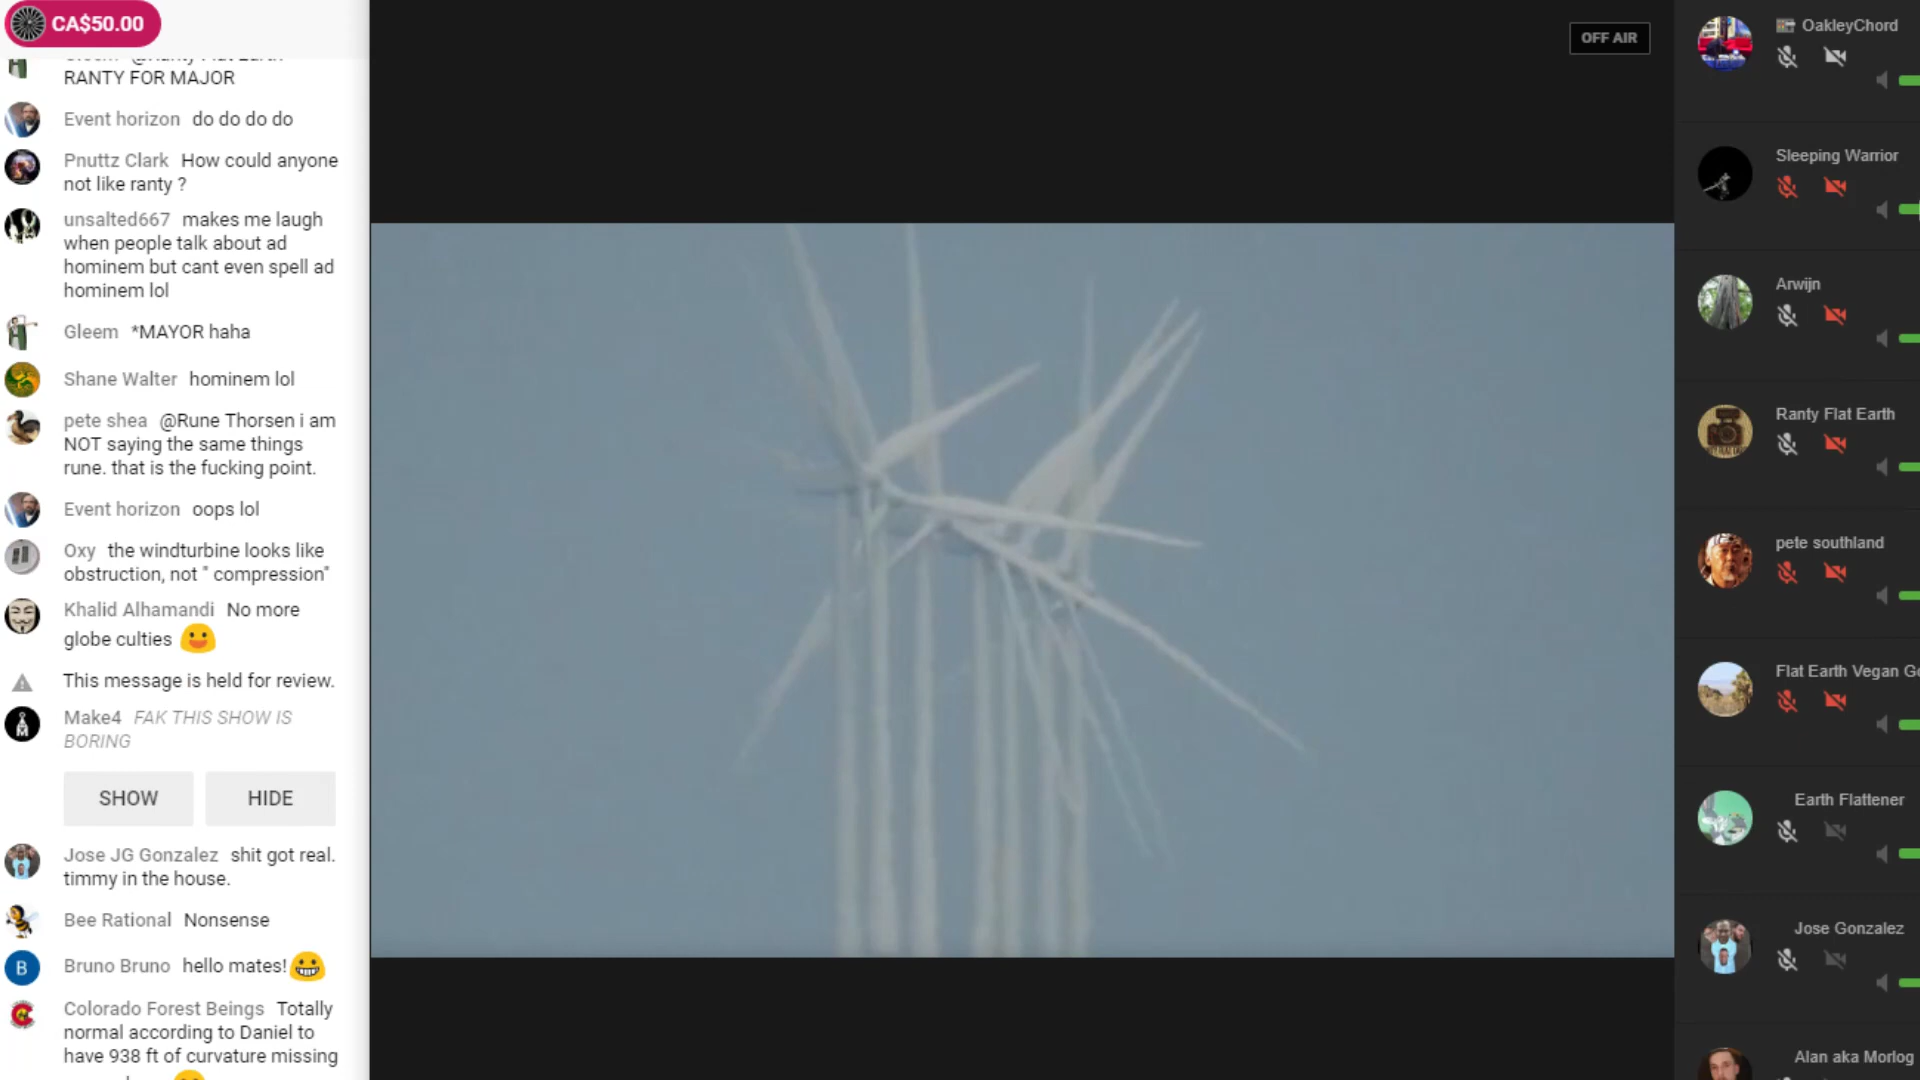 CA$50.00
RANTY FOR MAJOR
Event horizon do do do do
Pnuttz Clark How could anyone
not like ranty ?
unsalted667 makes me laugh
when people talk about ad
hominem but cant even spell ad
hominem lol
Gleem *MAYOR haha
Shane Walter hominem lol
pete shea @Rune Thorsen i am
NOT saying the same things
rune. that is the fucking point.
Event horizon oops lol
Oxy the windturbine looks like
obstruction, not " compression"
Khalid Alhamandi No more
globe culties
This message is held for review.
Make4 FAK THIS SHOW IS
BORING
SHOW HIDE
Jose JG Gonzalez shit got real.
timmy in the house.
Bee Rational Nonsense
B Bruno Bruno hello mates!
Colorado Forest Beings Totally
normal according to Daniel to
have 938 ft of curvature missing
OFF AIR
OakleyChord
Sleeping Warrior
Arwijn
Ranty Flat Earth
pete southland
Flat Earth Vegan
Earth Flattener
Jose Gonzalez
Alan aka Morlog